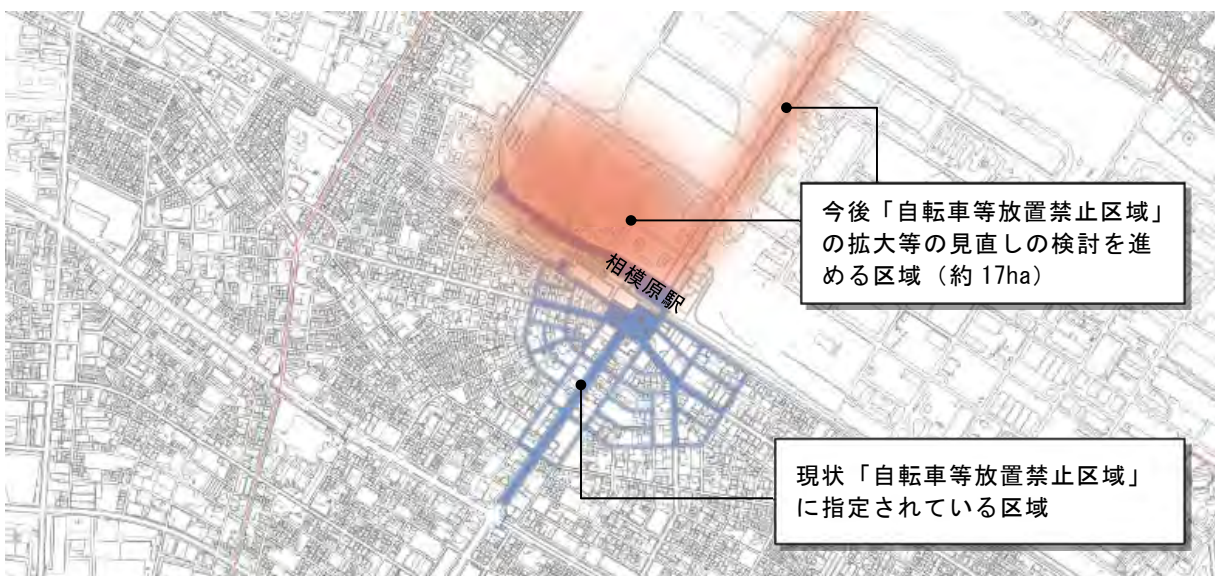 今後「自転車等放置禁止区域」
の拡大等の見直しの検討を進
める区域（約 17ha）
相模原駅
現状「自転車等放置禁止区域」
に指定されている区域